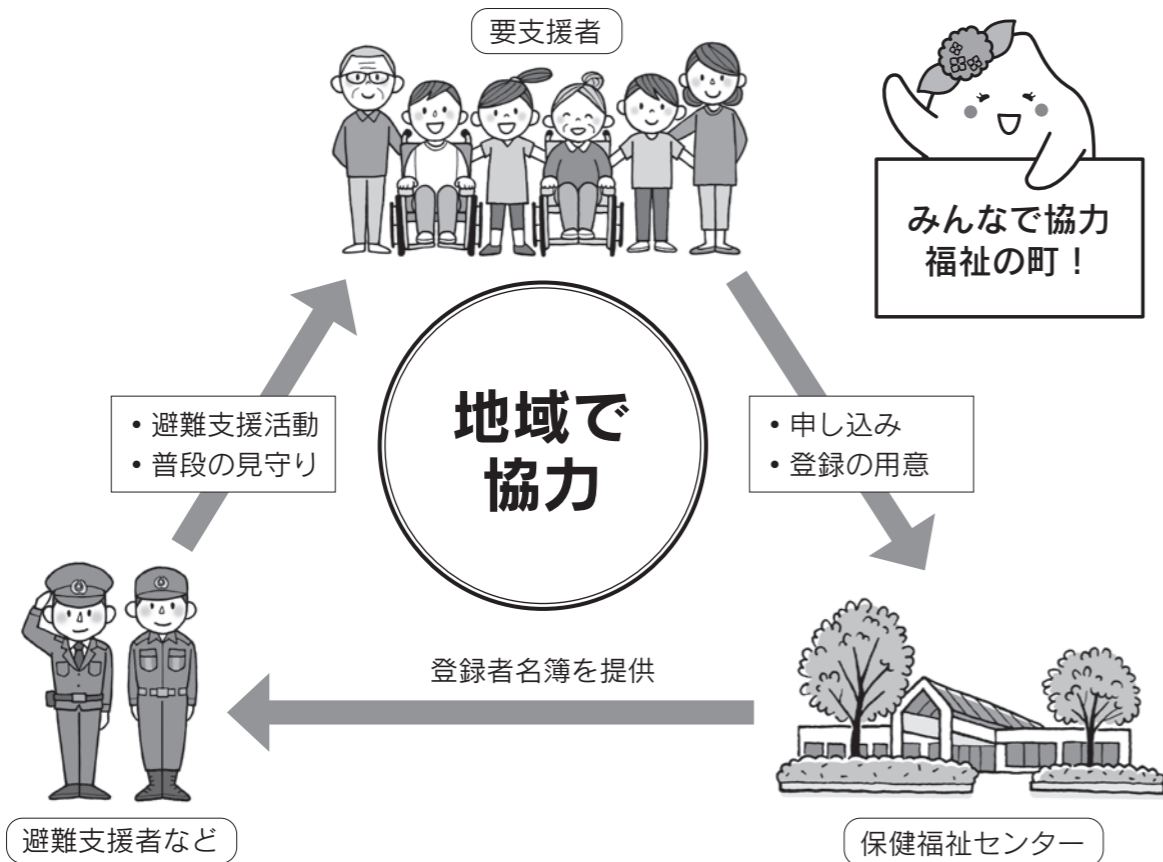 要支援者
みんなで協力
福祉の町！
地域で
協力
• 避難支援活動
• 普段の見守り
• 申し込み
• 登録の用意
登録者名簿を提供
避難支援者など
保健福祉センター